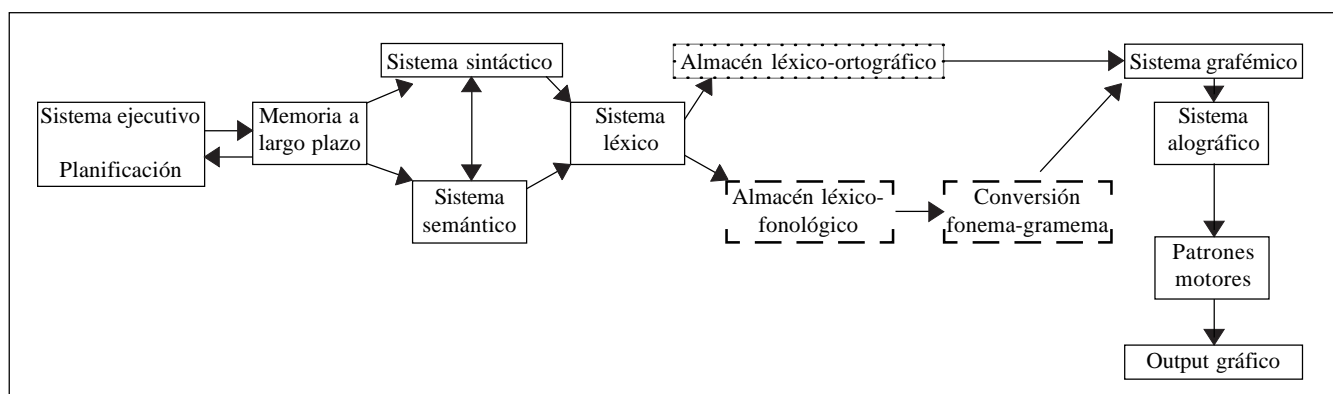 Sistema ejecutivo
Planificación
Memoria a
largo plazo
Sistema sintáctico
Sistema
semántico
Sistema
léxico
Almacén léxico-ortográfico
Almacén léxico-
fonológico
Conversión
fonema-gramema
Sistema grafémico
Sistema
alográfico
Patrones
motores
Output gráfico